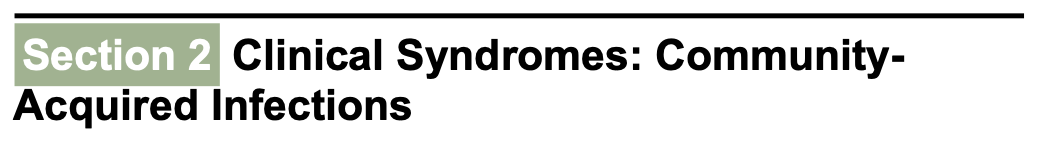 Section 2 Clinical Syndromes: Community-
Acquired Infections